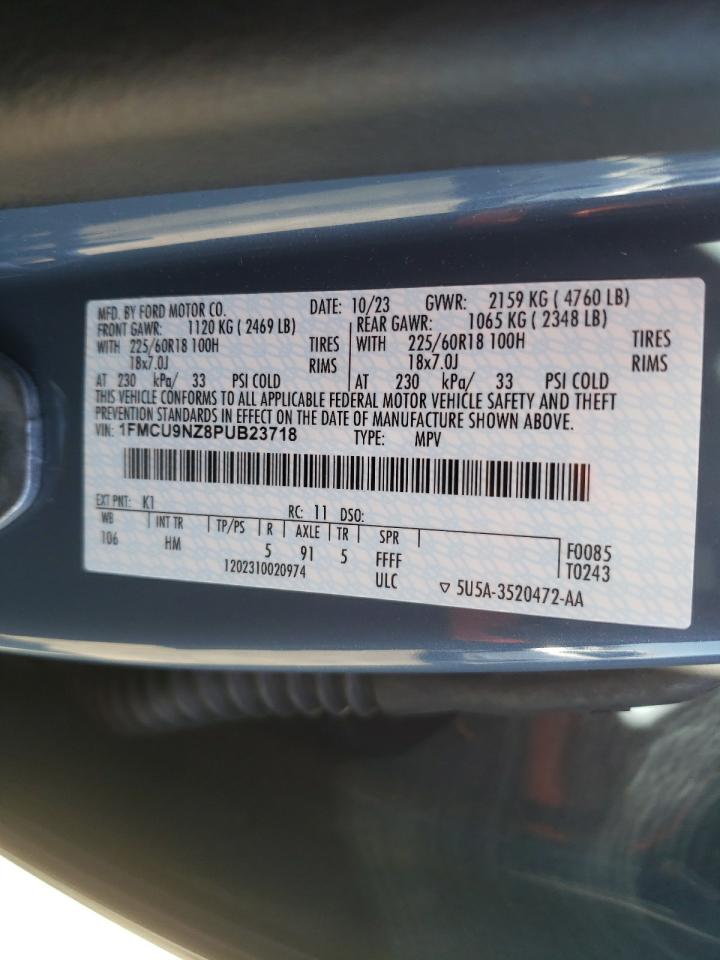 MFD. BY FORD MOTOR CO. DATE: 10/23 GVWR: 2159 KG ( 4760 LB)
FRONT GAWR: 1120 KG ( 2469 LB) REAR GAWR: 1065 KG ( 2348 LB)
WITH 225/60R18 100H TIRES WITH 225/60R18 100H TIRES
18x7.0J RIMS 18x7.0J RIMS
AT 230 kPa/ 33 PSI COLD AT 230 kPa/ 33 PSI COLD
THIS VEHICLE CONFORMS TO ALL APPLICABLE FEDERAL MOTOR VEHICLE SAFETY AND THEFT
PREVENTION STANDARDS IN EFFECT ON THE DATE OF MANUFACTURE SHOWN ABOVE.
VIN: 1FMCU9NZ8PUB23718 TYPE: MPV
EXT PNT: K1 RC: 11 DSO:
WB INT TR TP/PS R AXLE TR SPR
106 HM 5 91 5 FFFF F0085
1202310020974 ULC T0243
▽ 5U5A-3520472-AA